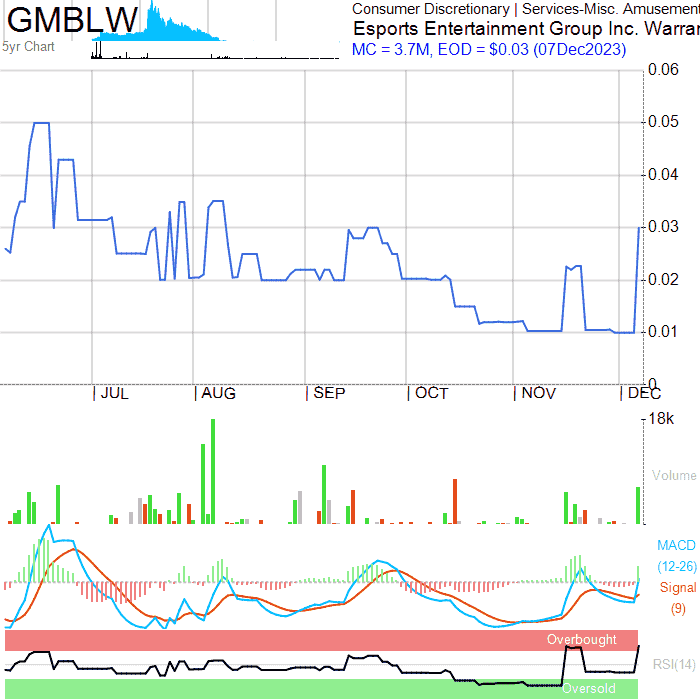 GMBLW
5yr Chart
Consumer Discretionary | Services-Misc. Amusement
Esports Entertainment Group Inc. Warran
MC = 3.7M, EOD = $0.03 (07Dec2023)
0.06
0.05
0.04
0.03
0.02
0.01
0
JUL
AUG
SEP
OCT
NOV
DEC
18k
Volume
MACD
(12-26)
Signal
(9)
Overbought
RSI(14)
Oversold